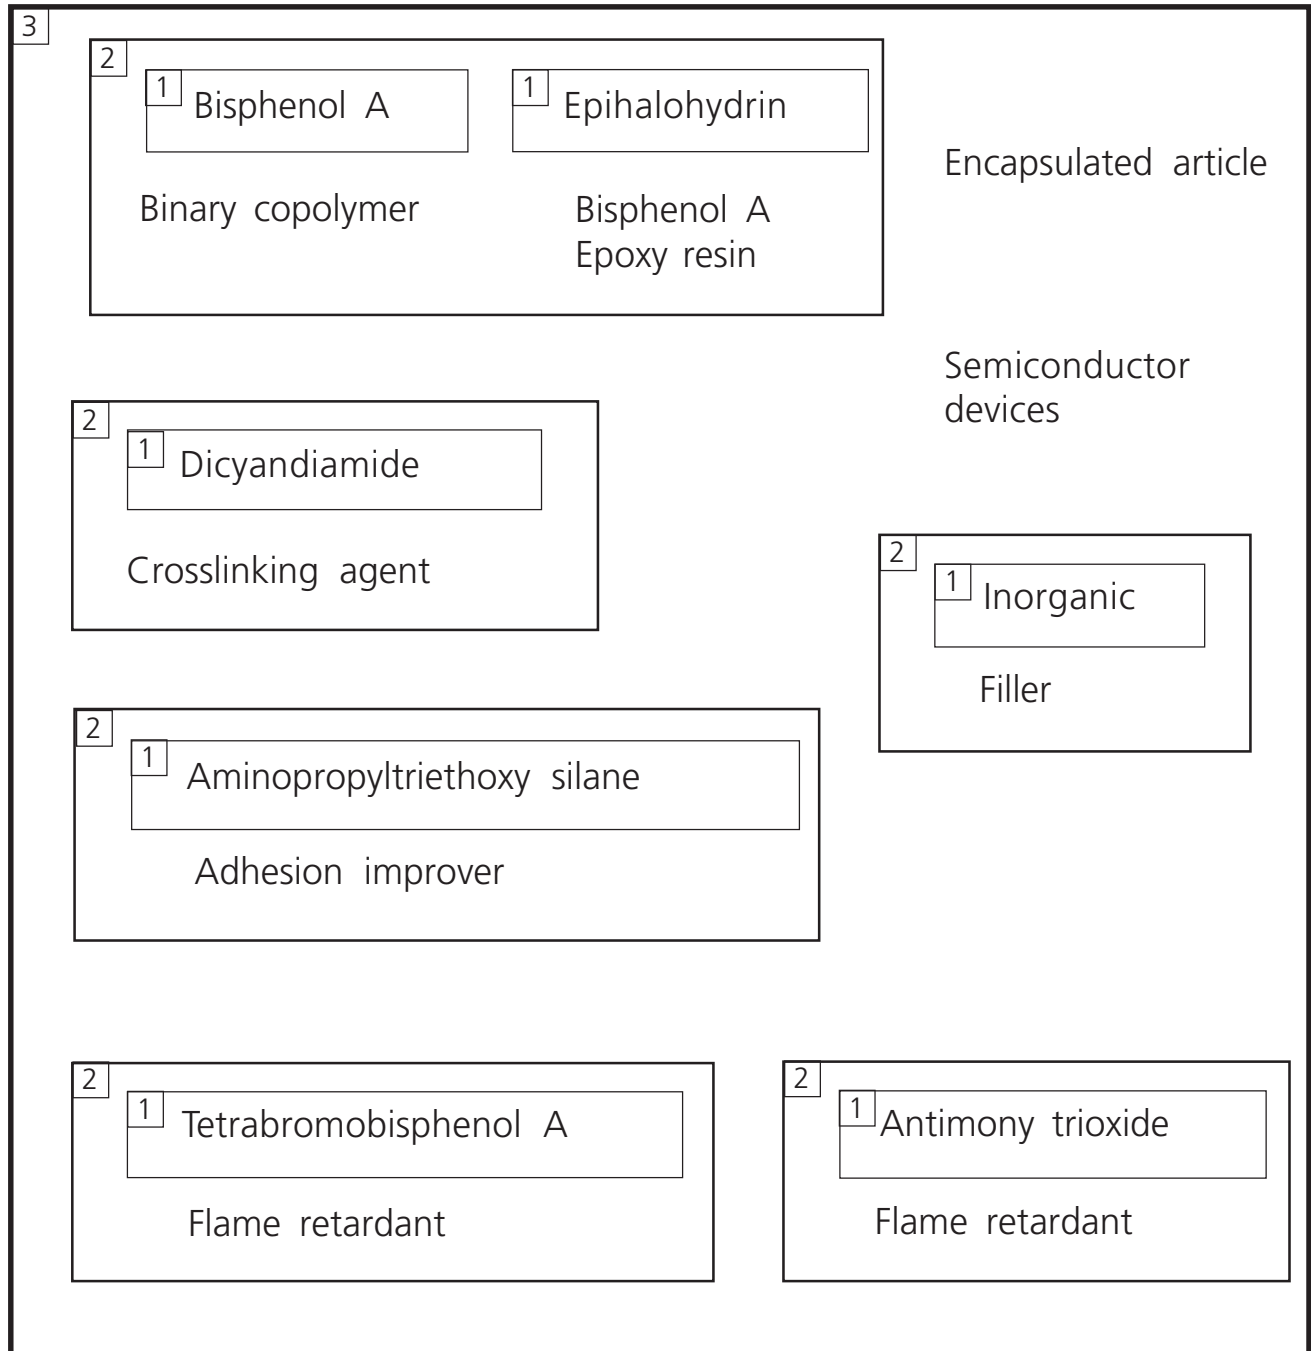 3
2
1 Bisphenol A
1 Epihalohydrin
Encapsulated article
Binary copolymer
Bisphenol A
Epoxy resin
Semiconductor
devices
2
1 Dicyandiamide
Crosslinking agent
2
1 Inorganic
Filler
2
1 Aminopropyltriethoxy silane
Adhesion improver
2
1 Tetrabromobisphenol A
Flame retardant
2
1 Antimony trioxide
Flame retardant